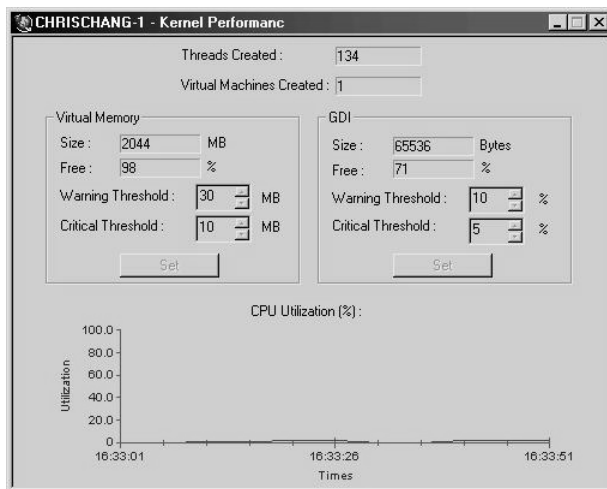 CHRISCHANG-1 - Kernel Performanc
Threads Created : 134
Virtual Machines Created : 1
Virtual Memory
Size : 2044 MB
Free : 98 %
Warning Threshold : 30 MB
Critical Threshold : 10 MB
Set
GDI
Size : 65536 Bytes
Free : 71 %
Warning Threshold : 10 %
Critical Threshold : 5 %
Set
CPU Utilization (%) :
100.0
80.0
60.0
40.0
20.0
0
Utilization
16:33:01 16:33:26 16:33:51
Times